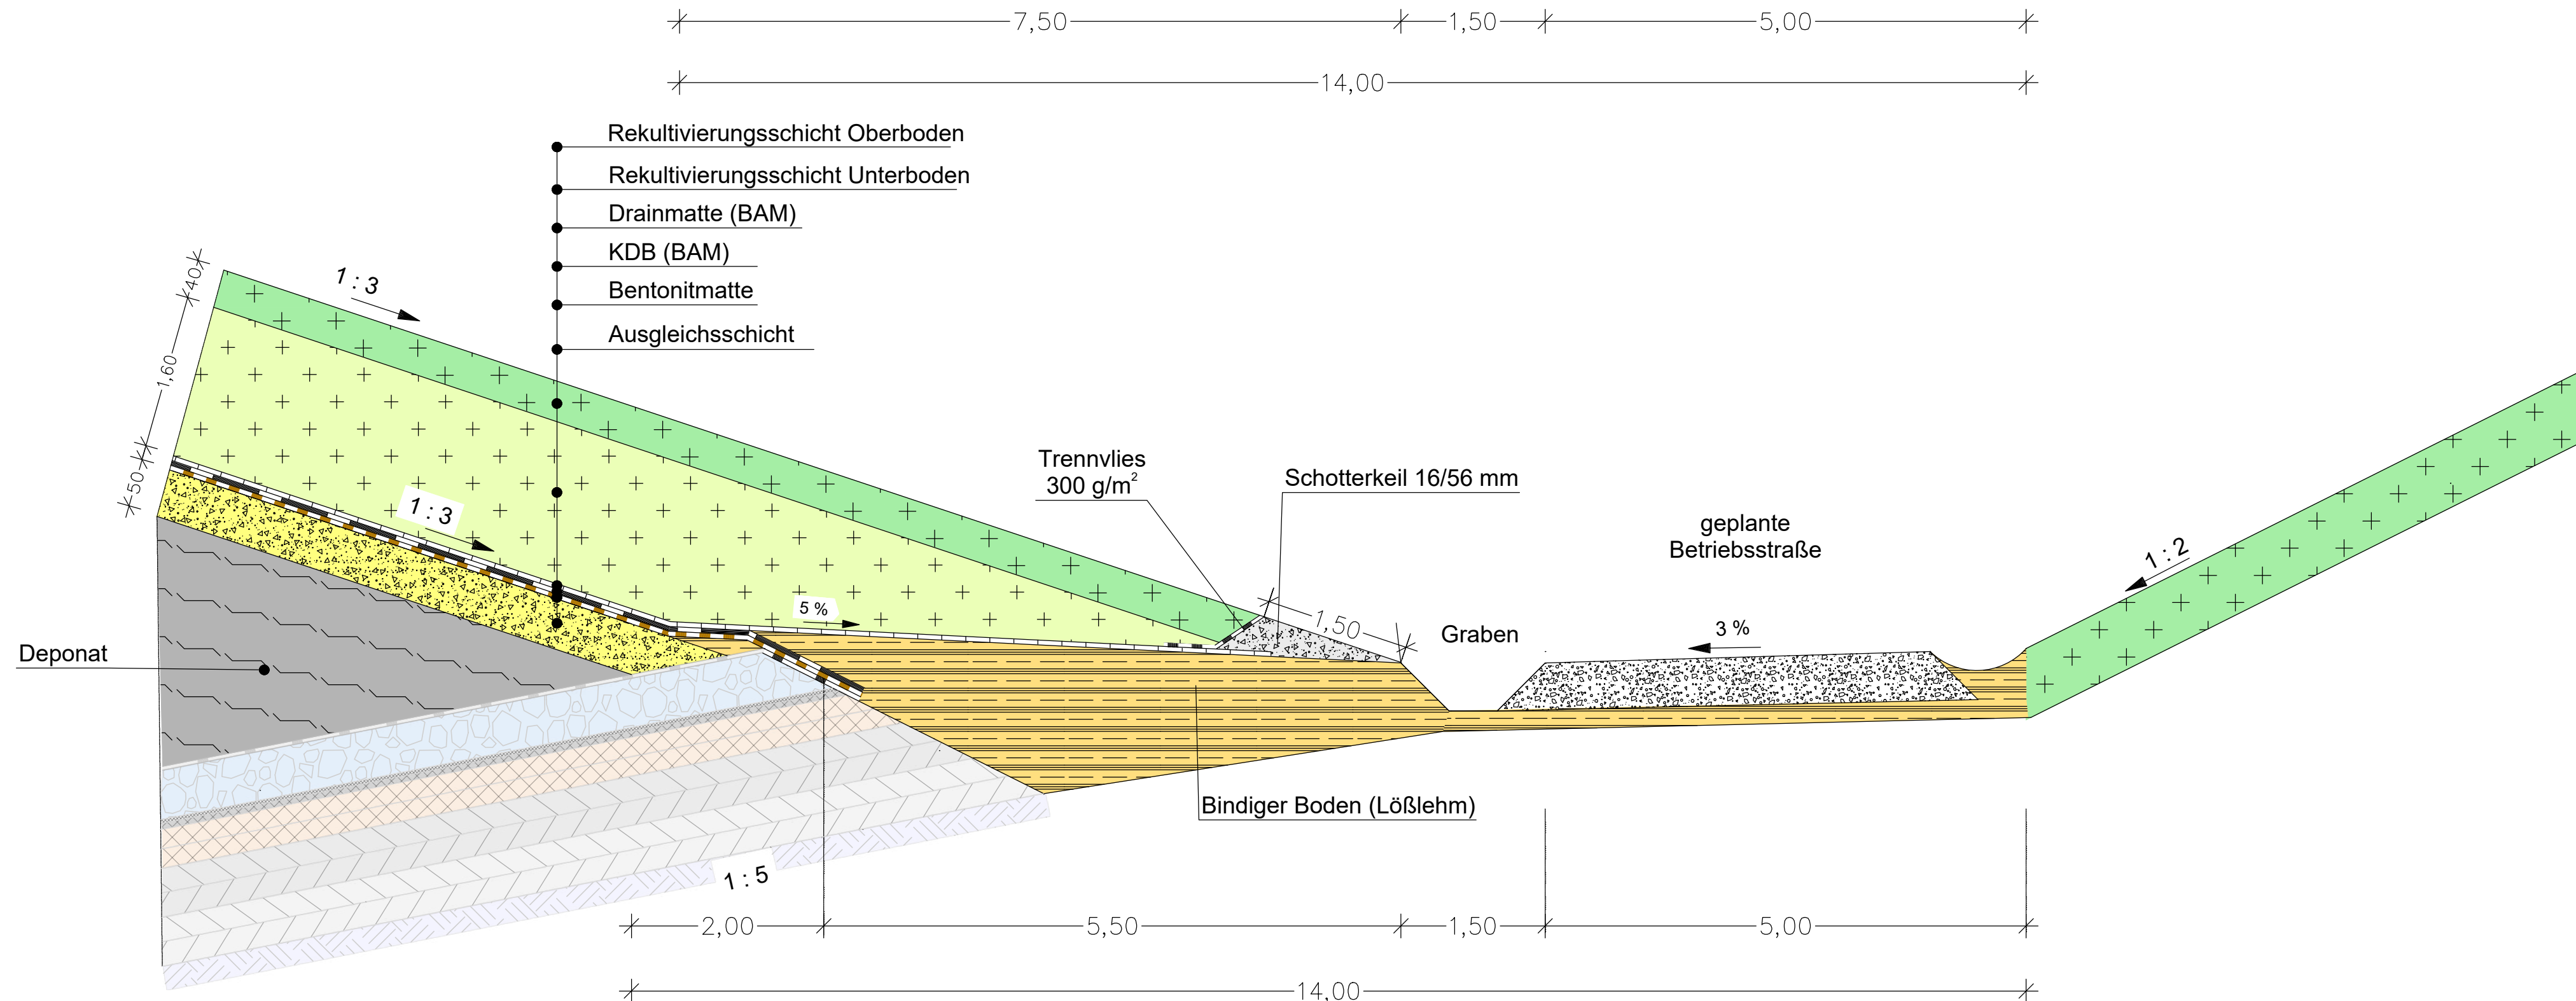 7,50
1,50
5,00
14,00
Rekultivierungsschicht Oberboden
Rekultivierungsschicht Unterboden
Drainmatte (BAM)
KDB (BAM)
Bentonitmatte
Ausgleichsschicht
40
1,60
50
1 : 3
1 : 3
5 %
Trennvlies
300 g/m²
Schotterkeil 16/56 mm
1,50
Graben
geplante
Betriebsstraße
3 %
1 : 2
Deponat
Bindiger Boden (Lößlehm)
1 : 5
2,00
5,50
1,50
5,00
14,00